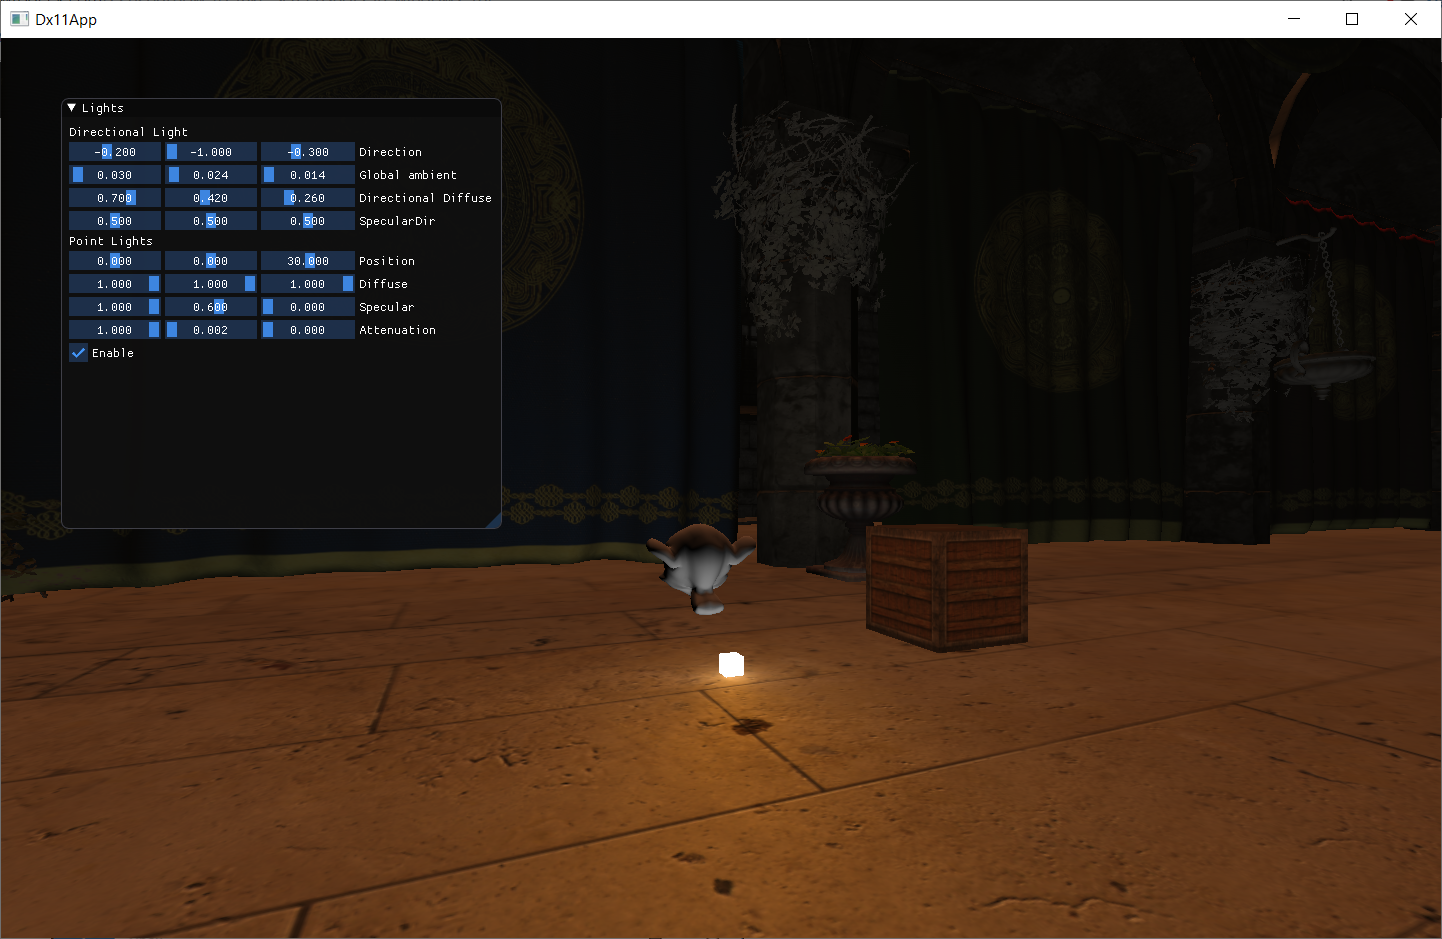 Dx11App
Lights
Directional Light
-0.200 -1.000 -0.300 Direction
0.030 0.024 0.014 Global ambient
0.700 0.420 0.260 Directional Diffuse
0.500 0.500 0.500 SpecularDir
Point Lights
0.000 0.000 30.000 Position
1.000 1.000 1.000 Diffuse
1.000 0.600 0.000 Specular
1.000 0.002 0.000 Attenuation
Enable